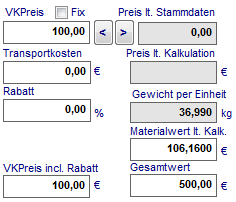 VKPreis Fix Preis lt. Stammdaten
100,00 < > 0,00
Transportkosten Preis lt. Kalkulation
0,00 € €
Rabatt Gewicht per Einheit
0,00 % 36,990 kg
Materialwert lt. Kalk.
106,1600 €
VKPreis incl. Rabatt Gesamtwert
100,00 € 500,00 €